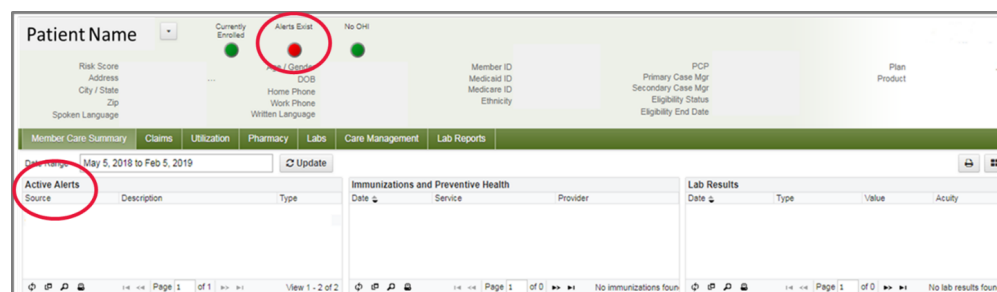 Patient Name
Currently Enrolled
Alerts Exist
No OHI
Risk Score
Address
City / State
Zip
Spoken Language
Age / Gender
DOB
Home Phone
Work Phone
Written Language
Member ID
Medicaid ID
Medicare ID
Ethnicity
PCP
Primary Case Mgr
Secondary Case Mgr
Eligibility Status
Eligibility End Date
Plan
Product
Member Care Summary Claims Utilization Pharmacy Labs Care Management Lab Reports
Date Range May 5, 2018 to Feb 5, 2019 Update
Active Alerts
Source Description Type
Page 1 of 1 View 1 - 2 of 2
Immunizations and Preventive Health
Date Service Provider
Page 1 of 0 No immunizations foun
Lab Results
Date Type Value Acuity
Page 1 of 0 No lab results foun